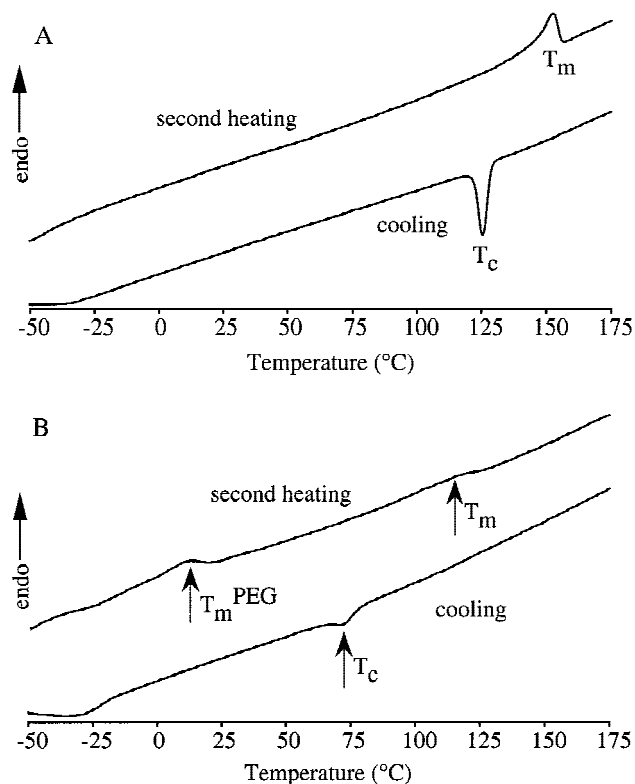 A
Tm
second heating
endo
cooling
Tc
-50 -25 0 25 50 75 100 125 150 175
Temperature (°C)
B
second heating
Tm
endo
TmPEG
cooling
Tc
-50 -25 0 25 50 75 100 125 150 175
Temperature (°C)